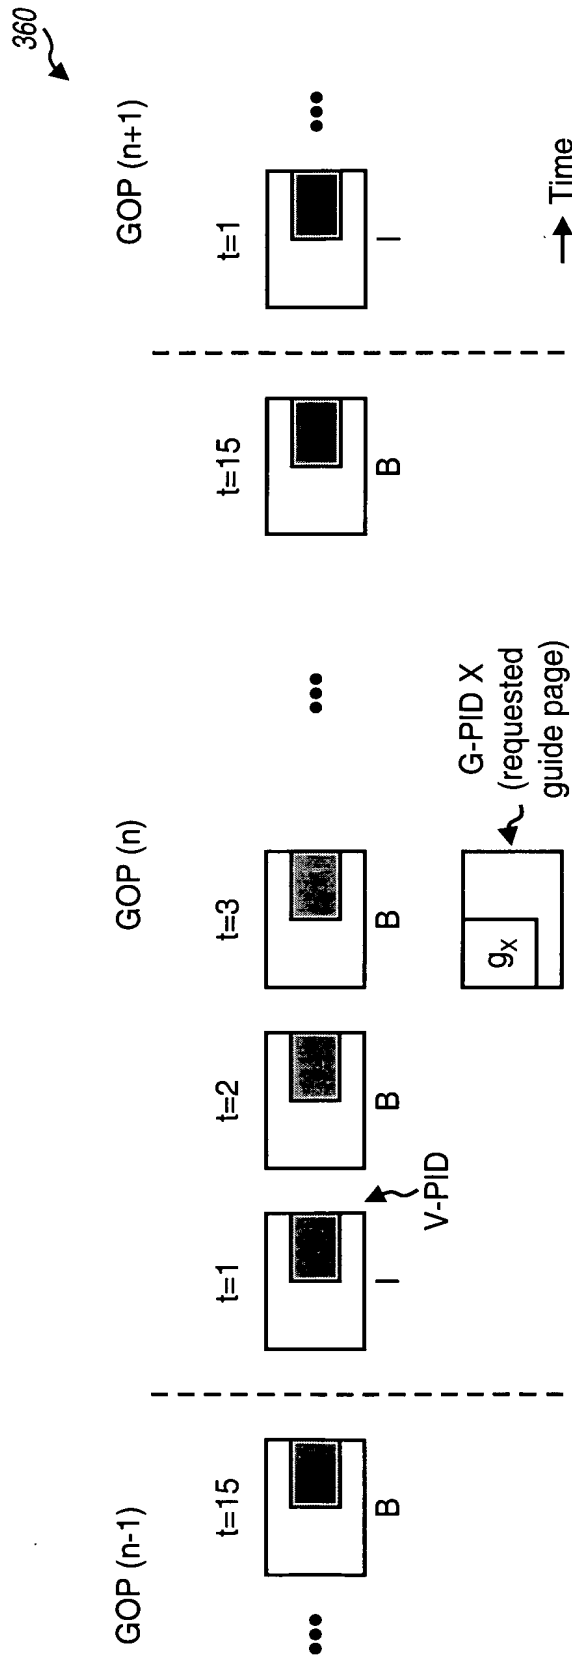 360
GOP (n-1)
GOP (n)
GOP (n+1)
t=15
t=1
t=2
t=3
t=15
t=1
B
I
B
B
B
I
V-PID
gX
G-PID X
(requested
guide page)
Time